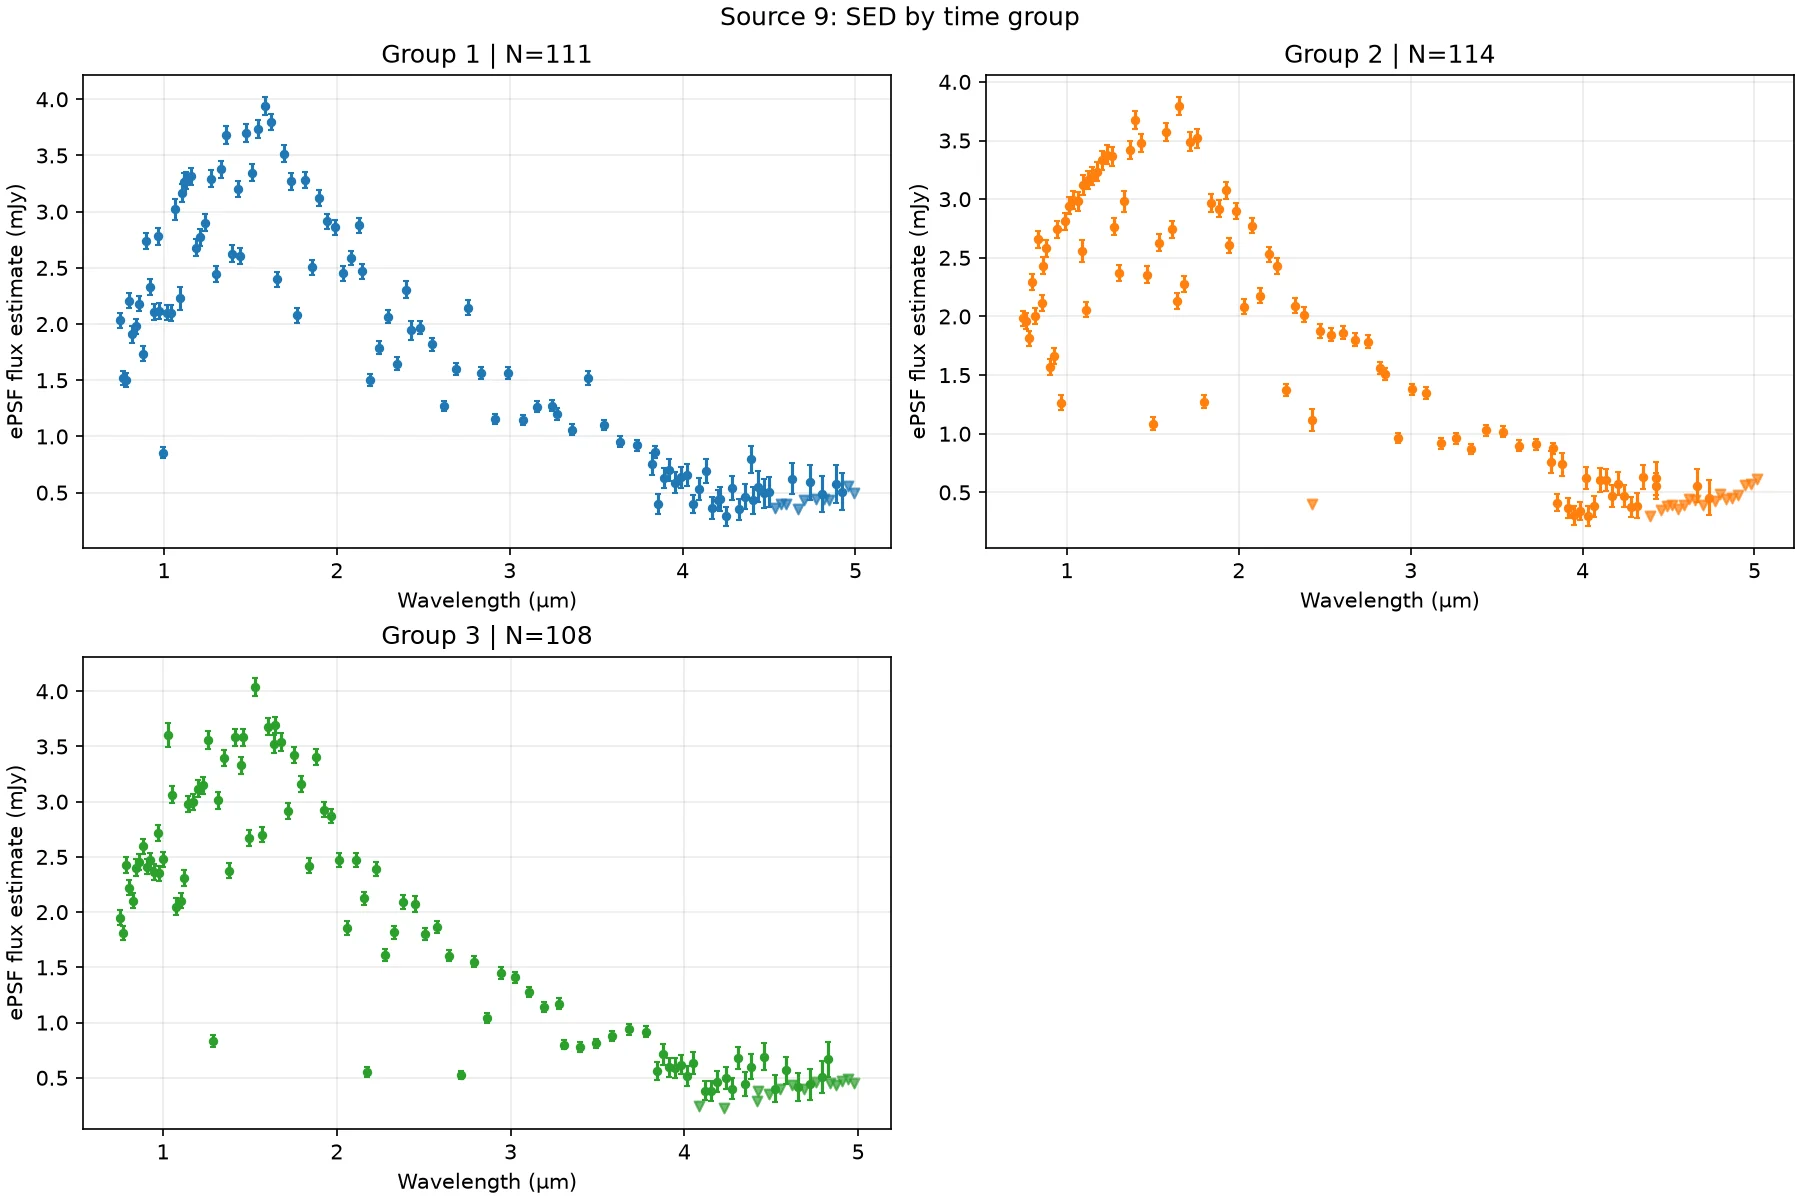 Source 9: SED by time group
Group 1 | N=111
ePSF flux estimate (mJy)
4.0
3.5
3.0
2.5
2.0
1.5
1.0
0.5
1 2 3 4 5
Wavelength (µm)
Group 2 | N=114
ePSF flux estimate (mJy)
4.0
3.5
3.0
2.5
2.0
1.5
1.0
0.5
1 2 3 4 5
Wavelength (µm)
Group 3 | N=108
ePSF flux estimate (mJy)
4.0
3.5
3.0
2.5
2.0
1.5
1.0
0.5
1 2 3 4 5
Wavelength (µm)